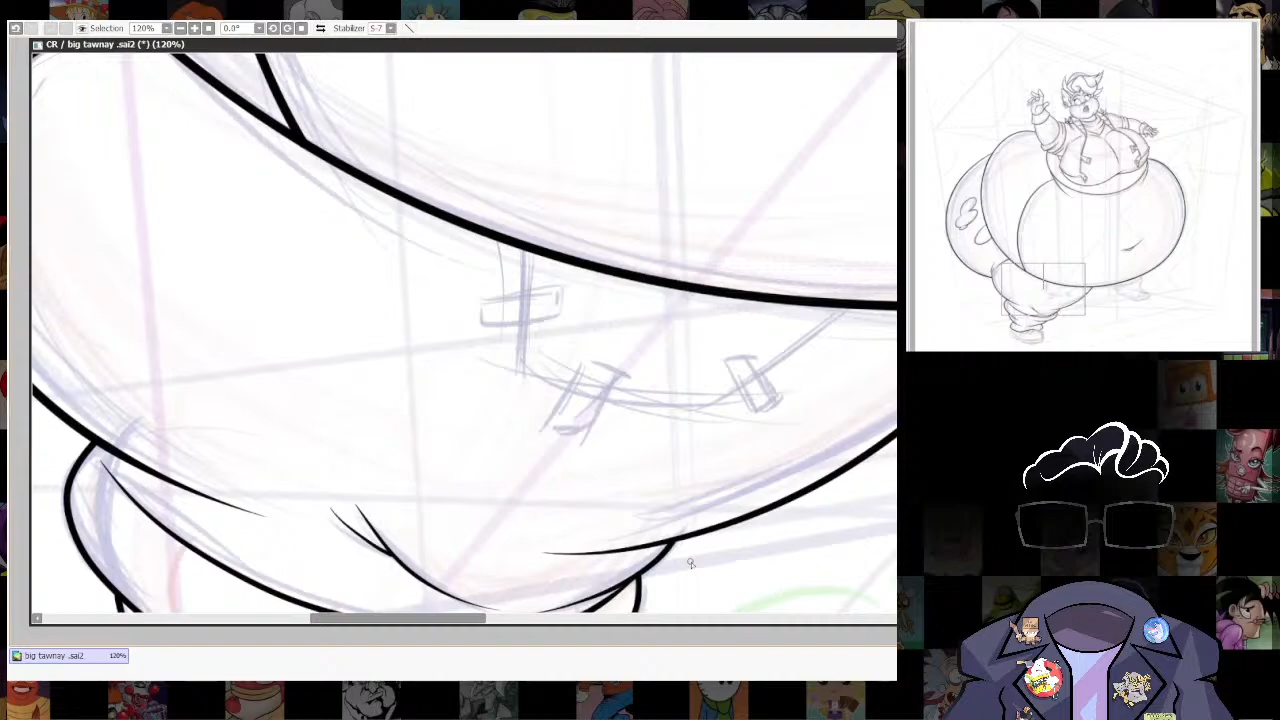 Selection 120% 0.0° Stabilizer S-7
CR / big tawnay .sai2 (*) (120%)
big tawnay .sai2 120%